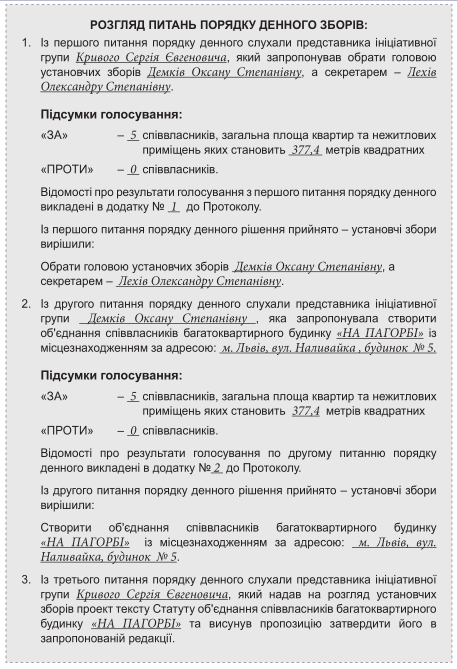 РОЗГЛЯД ПИТАНЬ ПОРЯДКУ ДЕННОГО ЗБОРІВ:
1. Із першого питання порядку денного слухали представника ініціативної
групи Кривого Сергія Євгеновича, який запропонував обрати головою
установчих зборів Демків Оксану Степанівну, а секретарем – Лехів
Олександру Степанівну.
Підсумки голосування:
«ЗА» – 5 співвласників, загальна площа квартир та нежитлових
приміщень яких становить 377,4 метрів квадратних
«ПРОТИ» – 0 співвласників.
Відомості про результати голосування з першого питання порядку денного
викладені в додатку № 1 до Протоколу.
Із першого питання порядку денного рішення прийнято – установчі збори
вирішили:
Обрати головою установчих зборів Демків Оксану Степанівну, а
секретарем – Лехів Олександру Степанівну.
2. Із другого питання порядку денного слухали представника ініціативної
групи Демків Оксану Степанівну , яка запропонувала створити
об'єднання співвласників багатоквартирного будинку «НА ПАГОРБІ» із
місцезнаходженням за адресою: м. Львів, вул. Наливайка , будинок № 5.
Підсумки голосування:
«ЗА» – 5 співвласників, загальна площа квартир та нежитлових
приміщень яких становить 377,4 метрів квадратних
«ПРОТИ» – 0 співвласників.
Відомості про результати голосування по другому питанню порядку
денного викладені в додатку № 2 до Протоколу.
Із другого питання порядку денного рішення прийнято – установчі збори
вирішили:
Створити об'єднання співвласників багатоквартирного будинку
«НА ПАГОРБІ» із місцезнаходженням за адресою: м. Львів, вул.
Наливайка, будинок № 5.
3. Із третього питання порядку денного слухали представника ініціативної
групи Кривого Сергія Євгеновича, який надав на розгляд установчих
зборів проект тексту Статуту об'єднання співвласників багатоквартирного
будинку «НА ПАГОРБІ» та висунув пропозицію затвердити його в
запропонованій редакції.